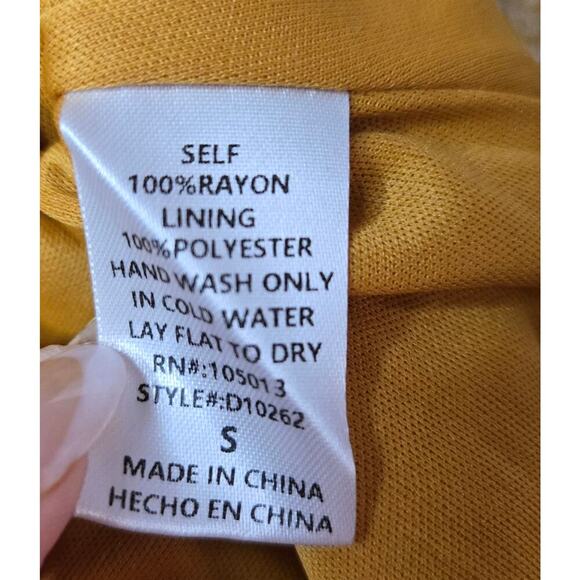 SELF
100%RAYON
LINING
100%POLYESTER
HAND WASH ONLY
IN COLD WATER
LAY FLAT TO DRY
RN#:105013
STYLE#:D10262
S
MADE IN CHINA
HECHO EN CHINA